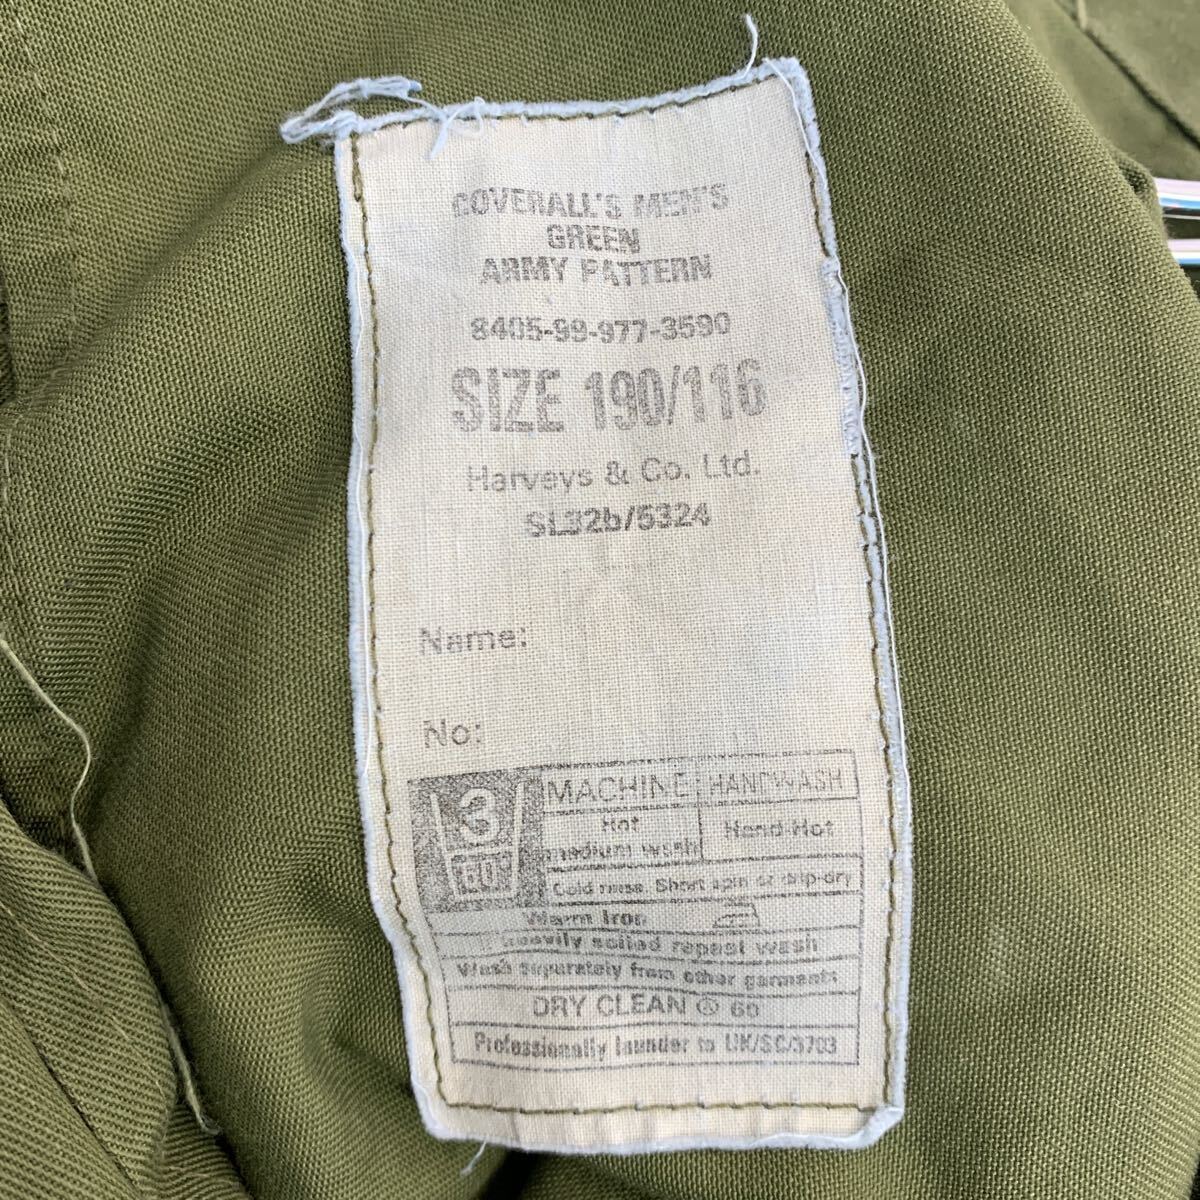 COVERALL'S MEN'S
GREEN
ARMY PATTERN
8405-99-977-3590
SIZE 190/116
Harveys & Co. Ltd.
SL32b/5324
Name:
No:
3
60°
MACHINE
HANDWASH
Hot
medium wash
Hand-Hot
Cold rinse. Short spin or drip-dry
Warm Iron
If heavily soiled repeat wash
Wash separately from other garments
DRY CLEAN Ⓐ 60
Professionally launder to UK/SC/3703